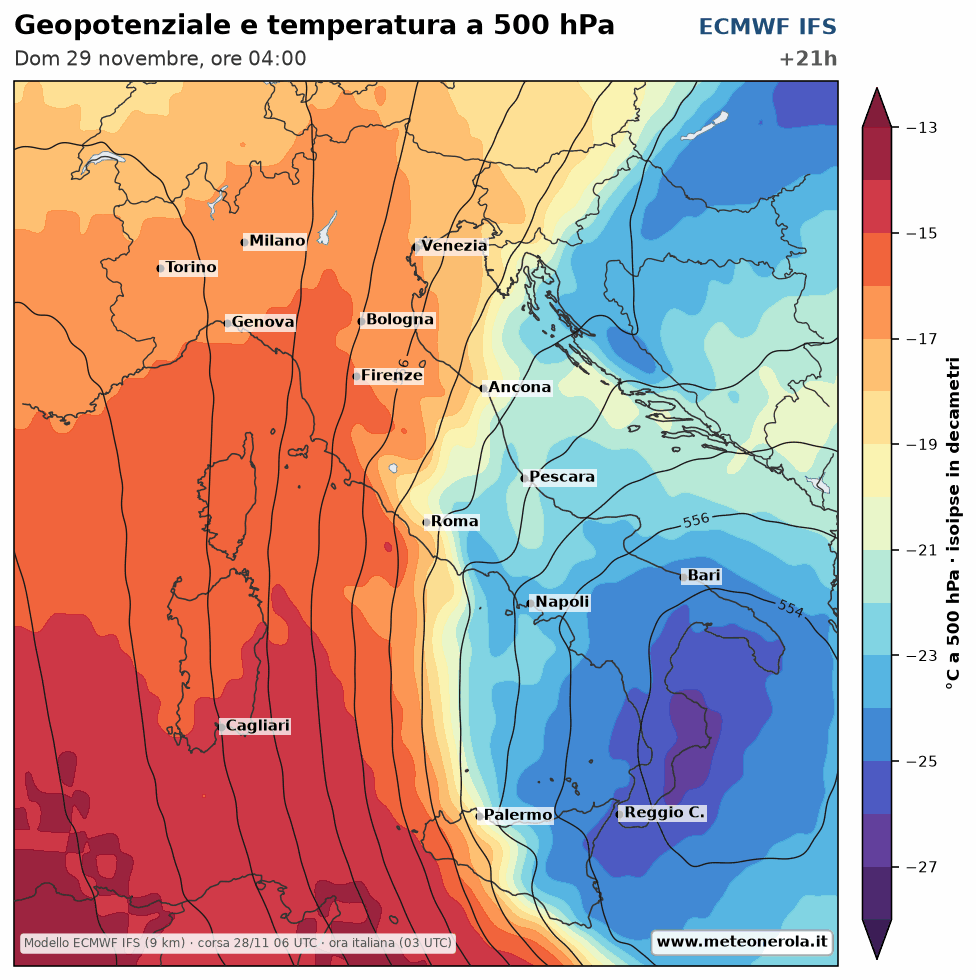 Geopotenziale e temperatura a 500 hPa
ECMWF IFS
Dom 29 novembre, ore 04:00
+21h
Milano
Venezia
Torino
Genova
Bologna
Firenze
Ancona
Pescara
Roma
556
Bari
Napoli
554
Cagliari
Palermo
Reggio C.
−13
−15
−17
−19
−21
−23
−25
−27
°C a 500 hPa · isoipse in decametri
Modello ECMWF IFS (9 km) · corsa 28/11 06 UTC · ora italiana (03 UTC)
www.meteonerola.it